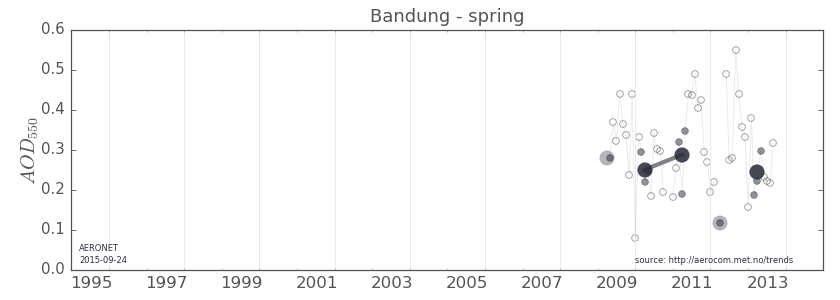 Bandung - spring
0.6
0.5
0.4
0.3
0.2
0.1
0.0
AOD550
AERONET
2015-09-24
source: http://aerocom.met.no/trends
1995 1997 1999 2001 2003 2005 2007 2009 2011 2013